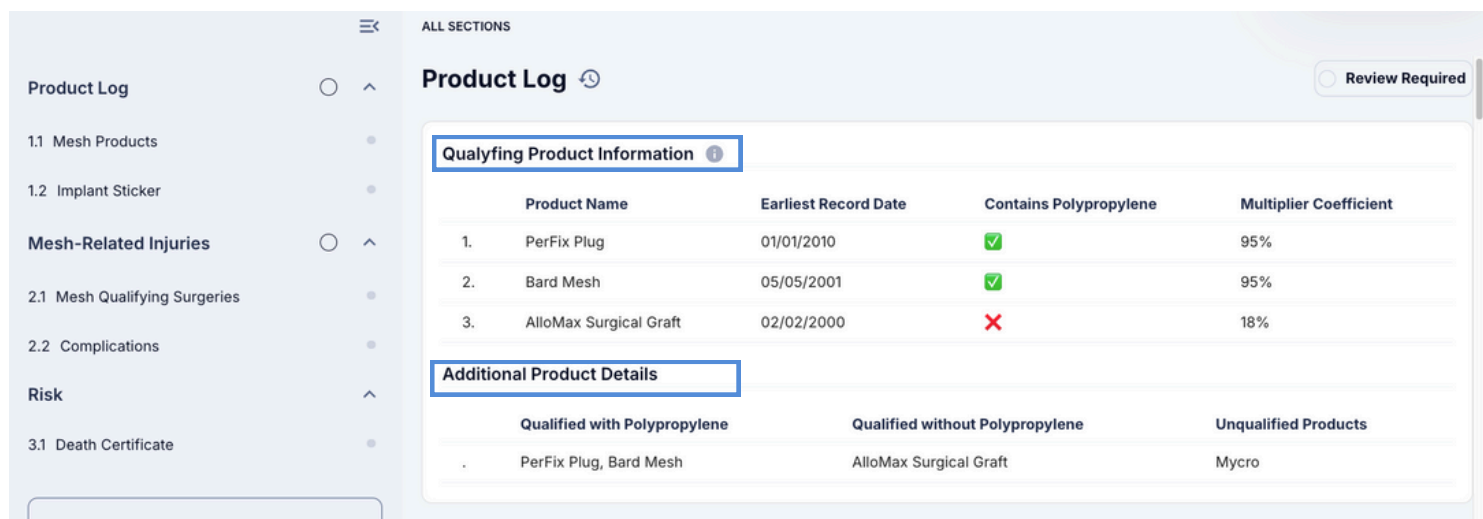 ALL SECTIONS
Product Log
1.1 Mesh Products
1.2 Implant Sticker
Mesh-Related Injuries
2.1 Mesh Qualifying Surgeries
2.2 Complications
Risk
3.1 Death Certificate
Product Log
Review Required
Qualyfing Product Information
Product Name Earliest Record Date Contains Polypropylene Multiplier Coefficient
1. PerFix Plug 01/01/2010 ✅ 95%
2. Bard Mesh 05/05/2001 ✅ 95%
3. AlloMax Surgical Graft 02/02/2000 ❌ 18%
Additional Product Details
Qualified with Polypropylene Qualified without Polypropylene Unqualified Products
. PerFix Plug, Bard Mesh AlloMax Surgical Graft Mycro